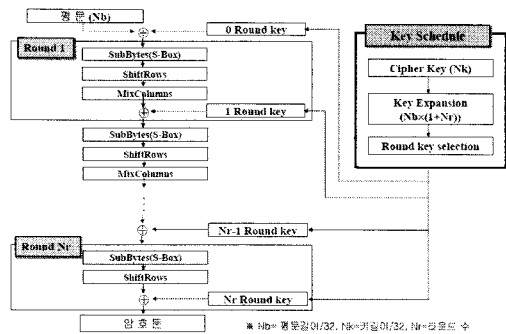 평 문 (Nb)
0 Round key
Round 1
SubBytes(S-Box)
ShiftRows
MixColumns
1 Round key
SubBytes(S-Box)
ShiftRows
MixColumns
Nr-1 Round key
Round Nr
SubBytes(S-Box)
ShiftRows
Nr Round key
암 호 문
Key Schedule
Cipher Key (Nk)
Key Expansion
(Nb×(1+Nr))
Round key selection
※ Nb= 평문길이/32, Nk=키길이/32, Nr=라운드 수